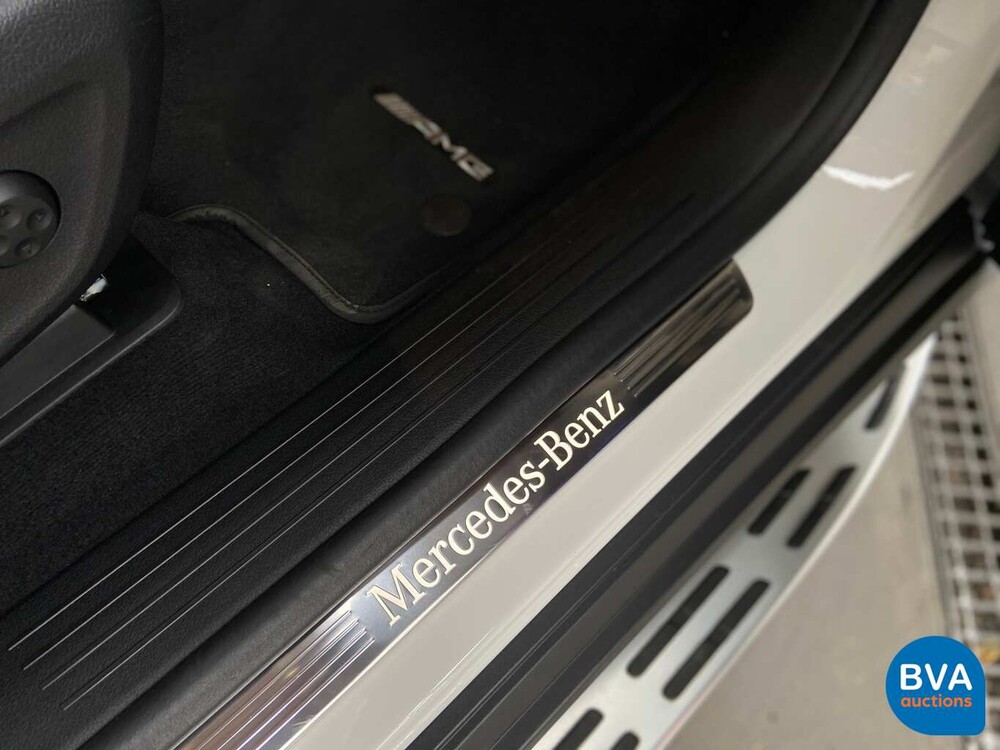 AMG
Mercedes-Benz
BVA
auctions